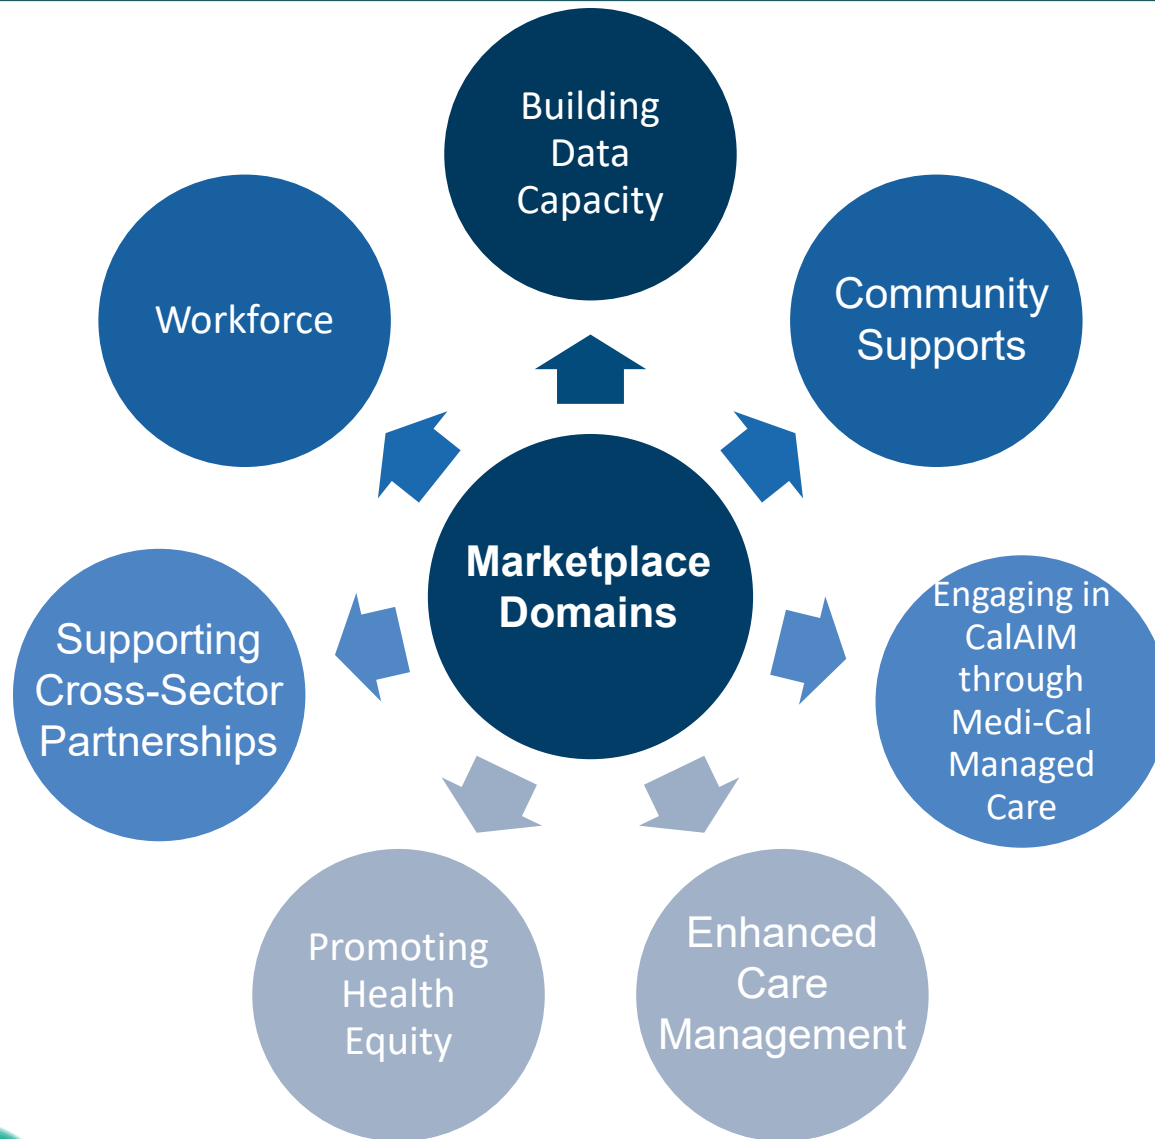 Building
Data
Capacity
Community
Supports
Engaging in
CalAIM
through
Medi-Cal
Managed
Care
Enhanced
Care
Management
Promoting
Health
Equity
Supporting
Cross-Sector
Partnerships
Workforce
Marketplace
Domains